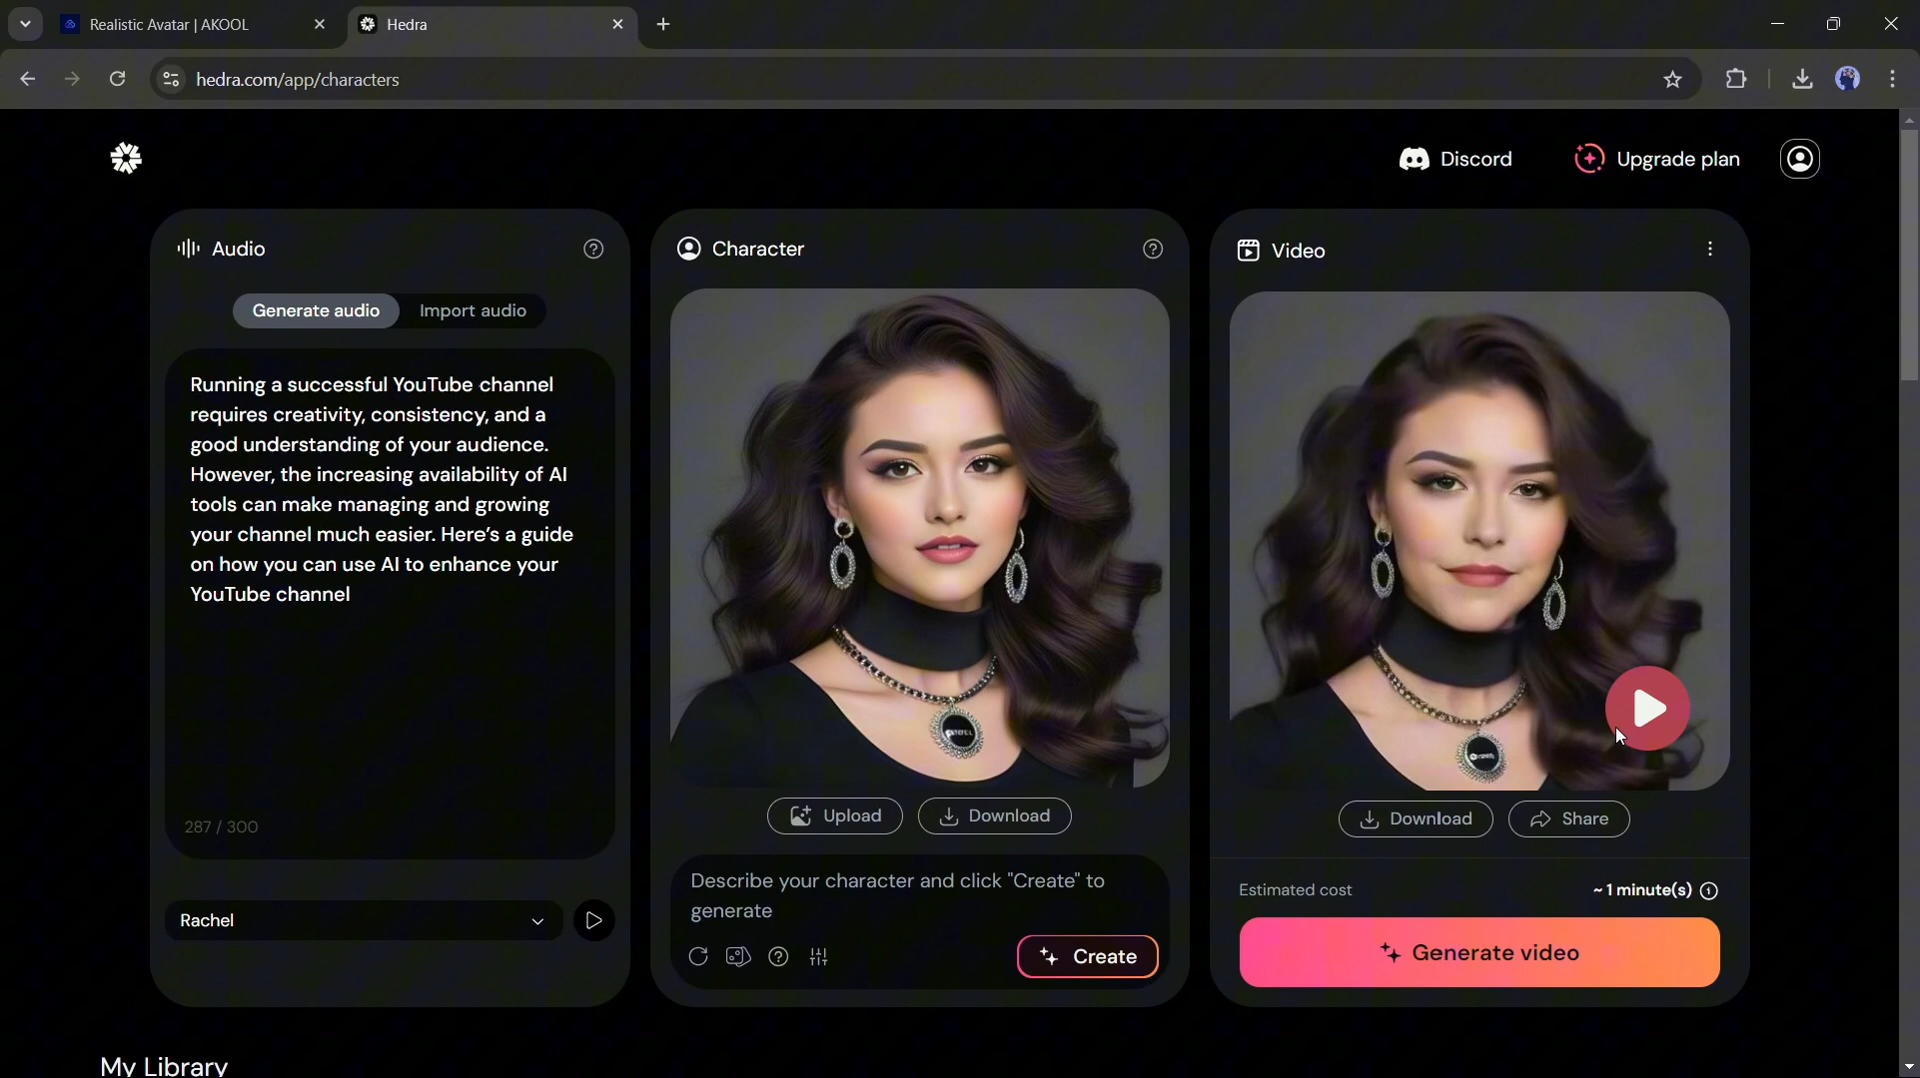 Realistic Avatar | AKOOL
Hedra
hedra.com/app/characters
Discord
Upgrade plan
Audio
Generate audio
Import audio
Running a successful YouTube channel
requires creativity, consistency, and a
good understanding of your audience.
However, the increasing availability of AI
tools can make managing and growing
your channel much easier. Here's a guide
on how you can use AI to enhance your
YouTube channel
287 / 300
Rachel
Character
Upload
Download
Describe your character and click "Create" to
generate
Create
Video
Download
Share
Estimated cost
~ 1 minute(s)
Generate video
My Library